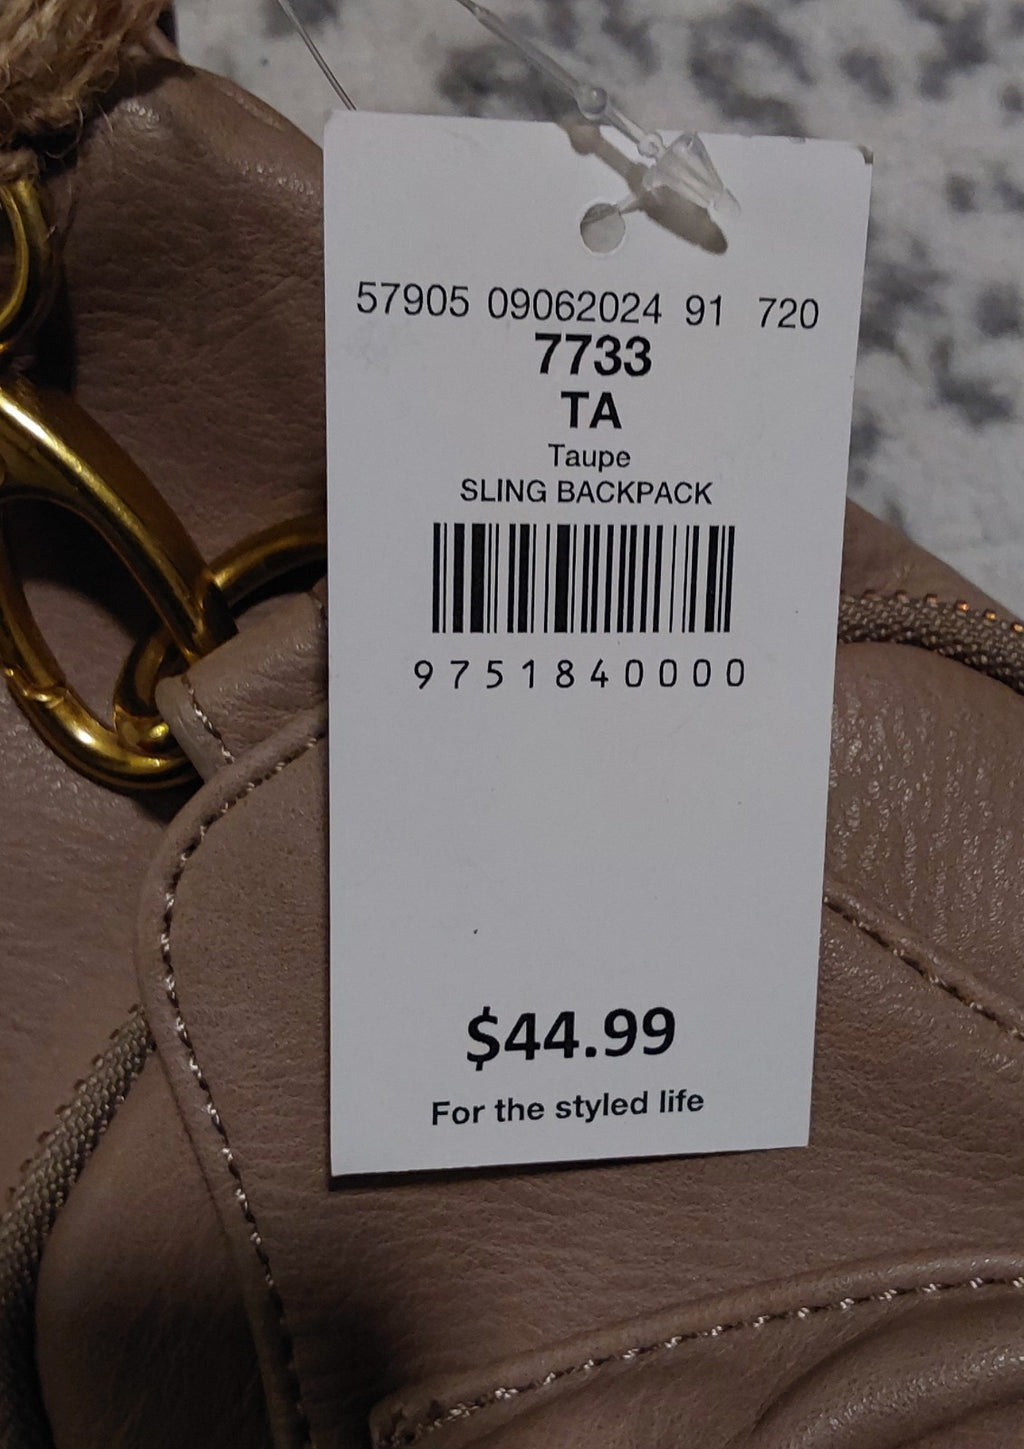 57905 09062024 91 720
7733
TA
Taupe
SLING BACKPACK
9751840000
$44.99
For the styled life